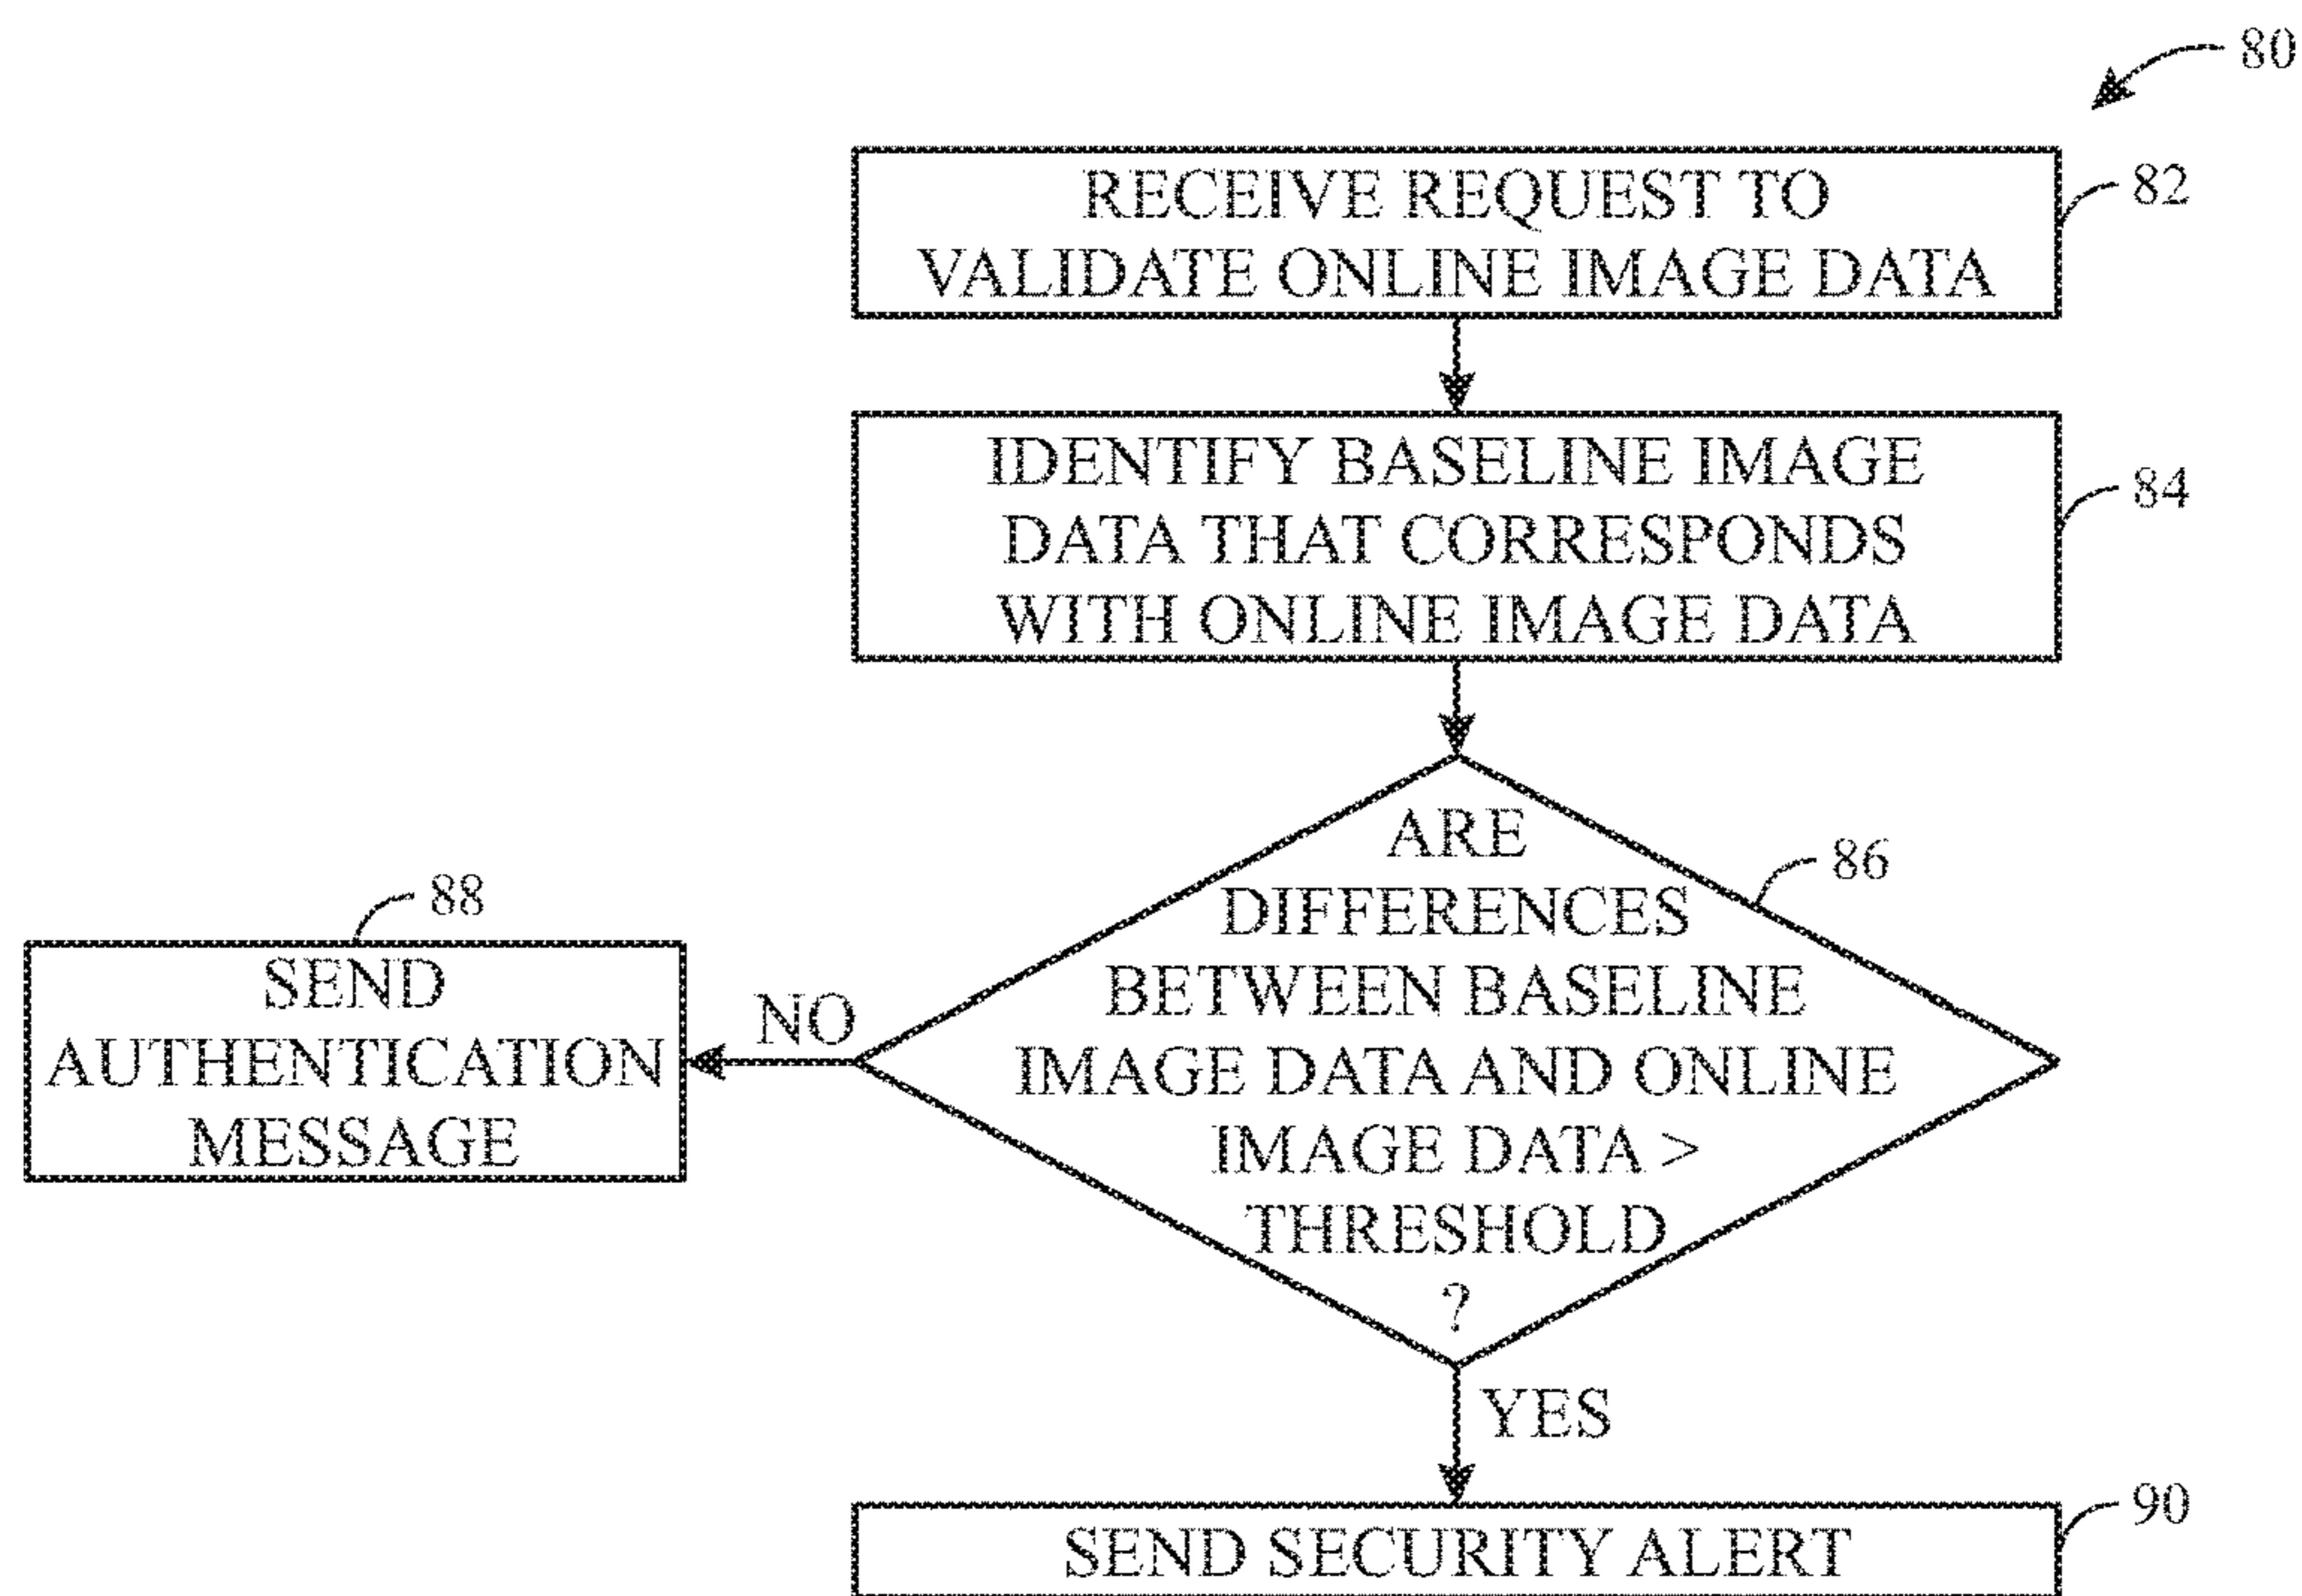 80
RECEIVE REQUEST TO
VALIDATE ONLINE IMAGE DATA
82
IDENTIFY BASELINE IMAGE
DATA THAT CORRESPONDS
WITH ONLINE IMAGE DATA
84
ARE
DIFFERENCES
BETWEEN BASELINE
IMAGE DATA AND ONLINE
IMAGE DATA >
THRESHOLD
?
86
NO
88
SEND
AUTHENTICATION
MESSAGE
YES
SEND SECURITY ALERT
90